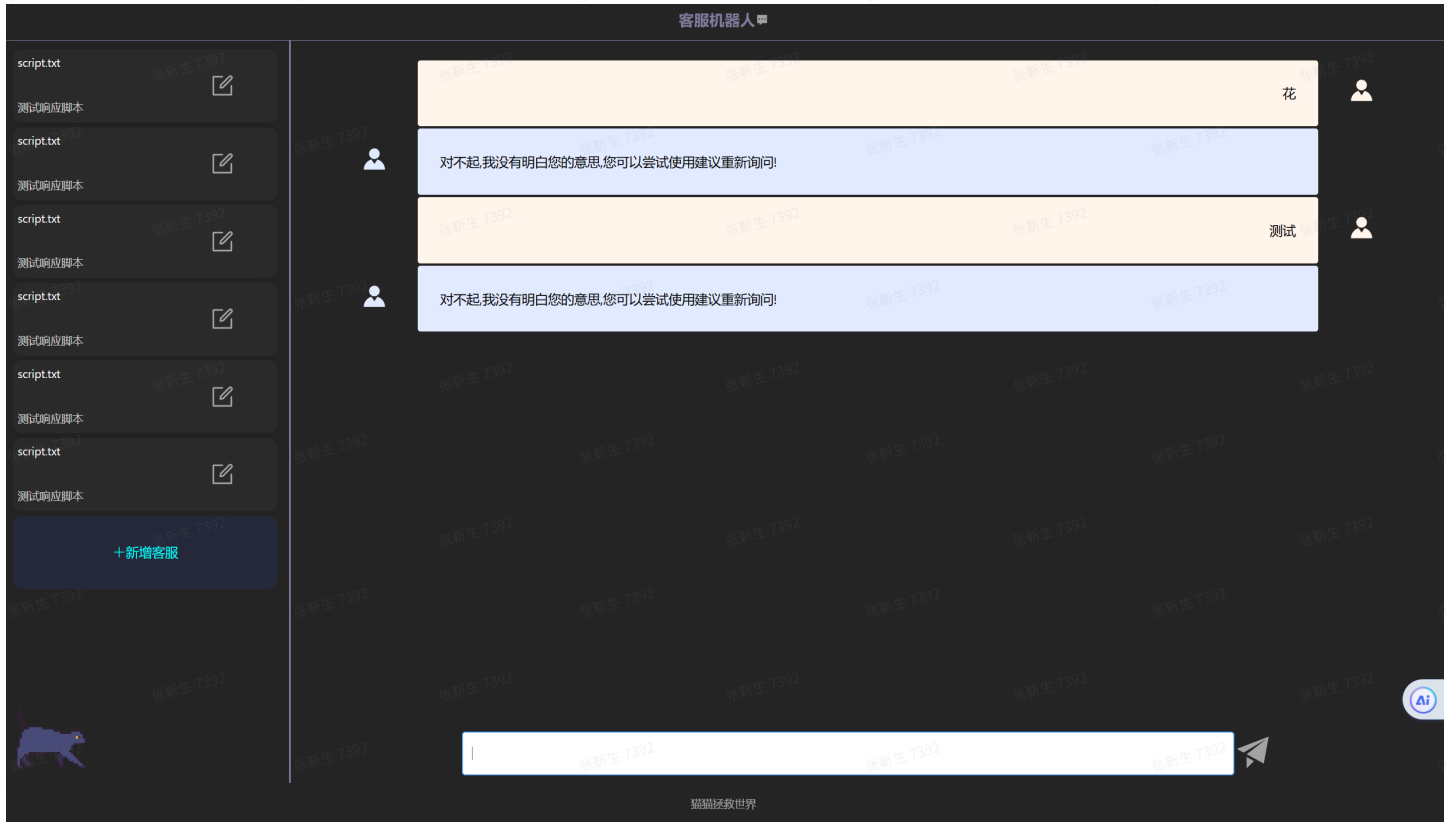 客服机器人
script.txt
测试响应脚本
script.txt
测试响应脚本
script.txt
测试响应脚本
script.txt
测试响应脚本
script.txt
测试响应脚本
script.txt
测试响应脚本
+新增客服
花
对不起,我没有明白您的意思,您可以尝试使用建议重新询问!
测试
对不起,我没有明白您的意思,您可以尝试使用建议重新询问!
Ai
猫猫拯救世界